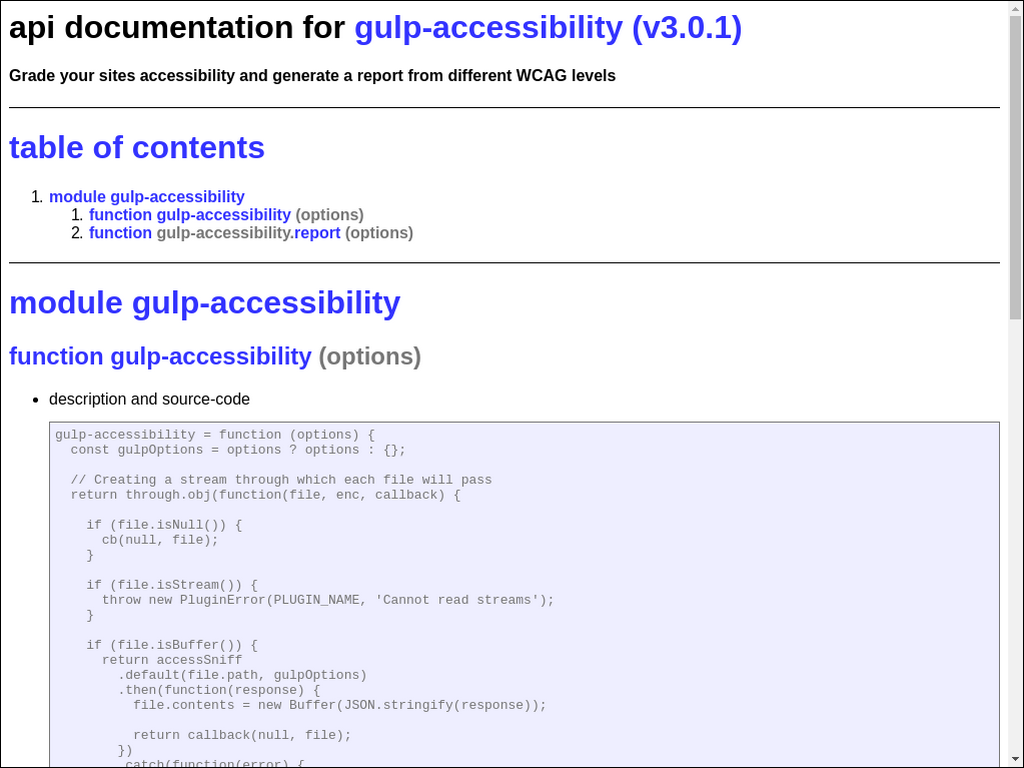 api documentation for gulp-accessibility (v3.0.1)
Grade your sites accessibility and generate a report from different WCAG levels
table of contents
1. module gulp-accessibility
1. function gulp-accessibility (options)
2. function gulp-accessibility.report (options)
module gulp-accessibility
function gulp-accessibility (options)
• description and source-code
gulp-accessibility = function (options) {
  const gulpOptions = options ? options : {};
  // Creating a stream through which each file will pass
  return through.obj(function(file, enc, callback) {
    if (file.isNull()) {
      cb(null, file);
    }
    if (file.isStream()) {
      throw new PluginError(PLUGIN_NAME, 'Cannot read streams');
    }
    if (file.isBuffer()) {
      return accessSniff
        .default(file.path, gulpOptions)
        .then(function(response) {
          file.contents = new Buffer(JSON.stringify(response));
          return callback(null, file);
        })
        .catch(function(error) {